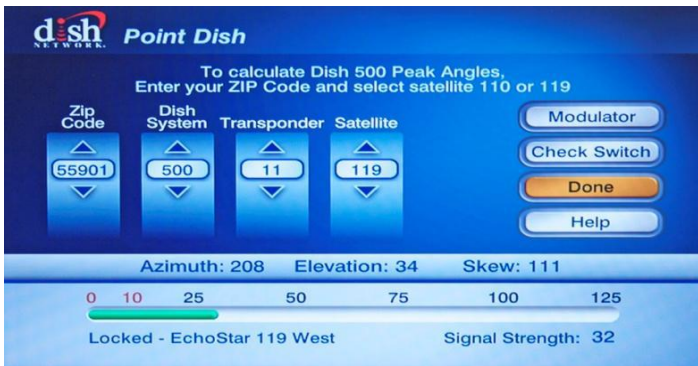 dish
NETWORK.
Point Dish
To calculate Dish 500 Peak Angles,
Enter your ZIP Code and select satellite 110 or 119
Zip Code
Dish System
Transponder
Satellite
55901
500
11
119
Modulator
Check Switch
Done
Help
Azimuth: 208 Elevation: 34 Skew: 111
0 10 25 50 75 100 125
Locked - EchoStar 119 West Signal Strength: 32